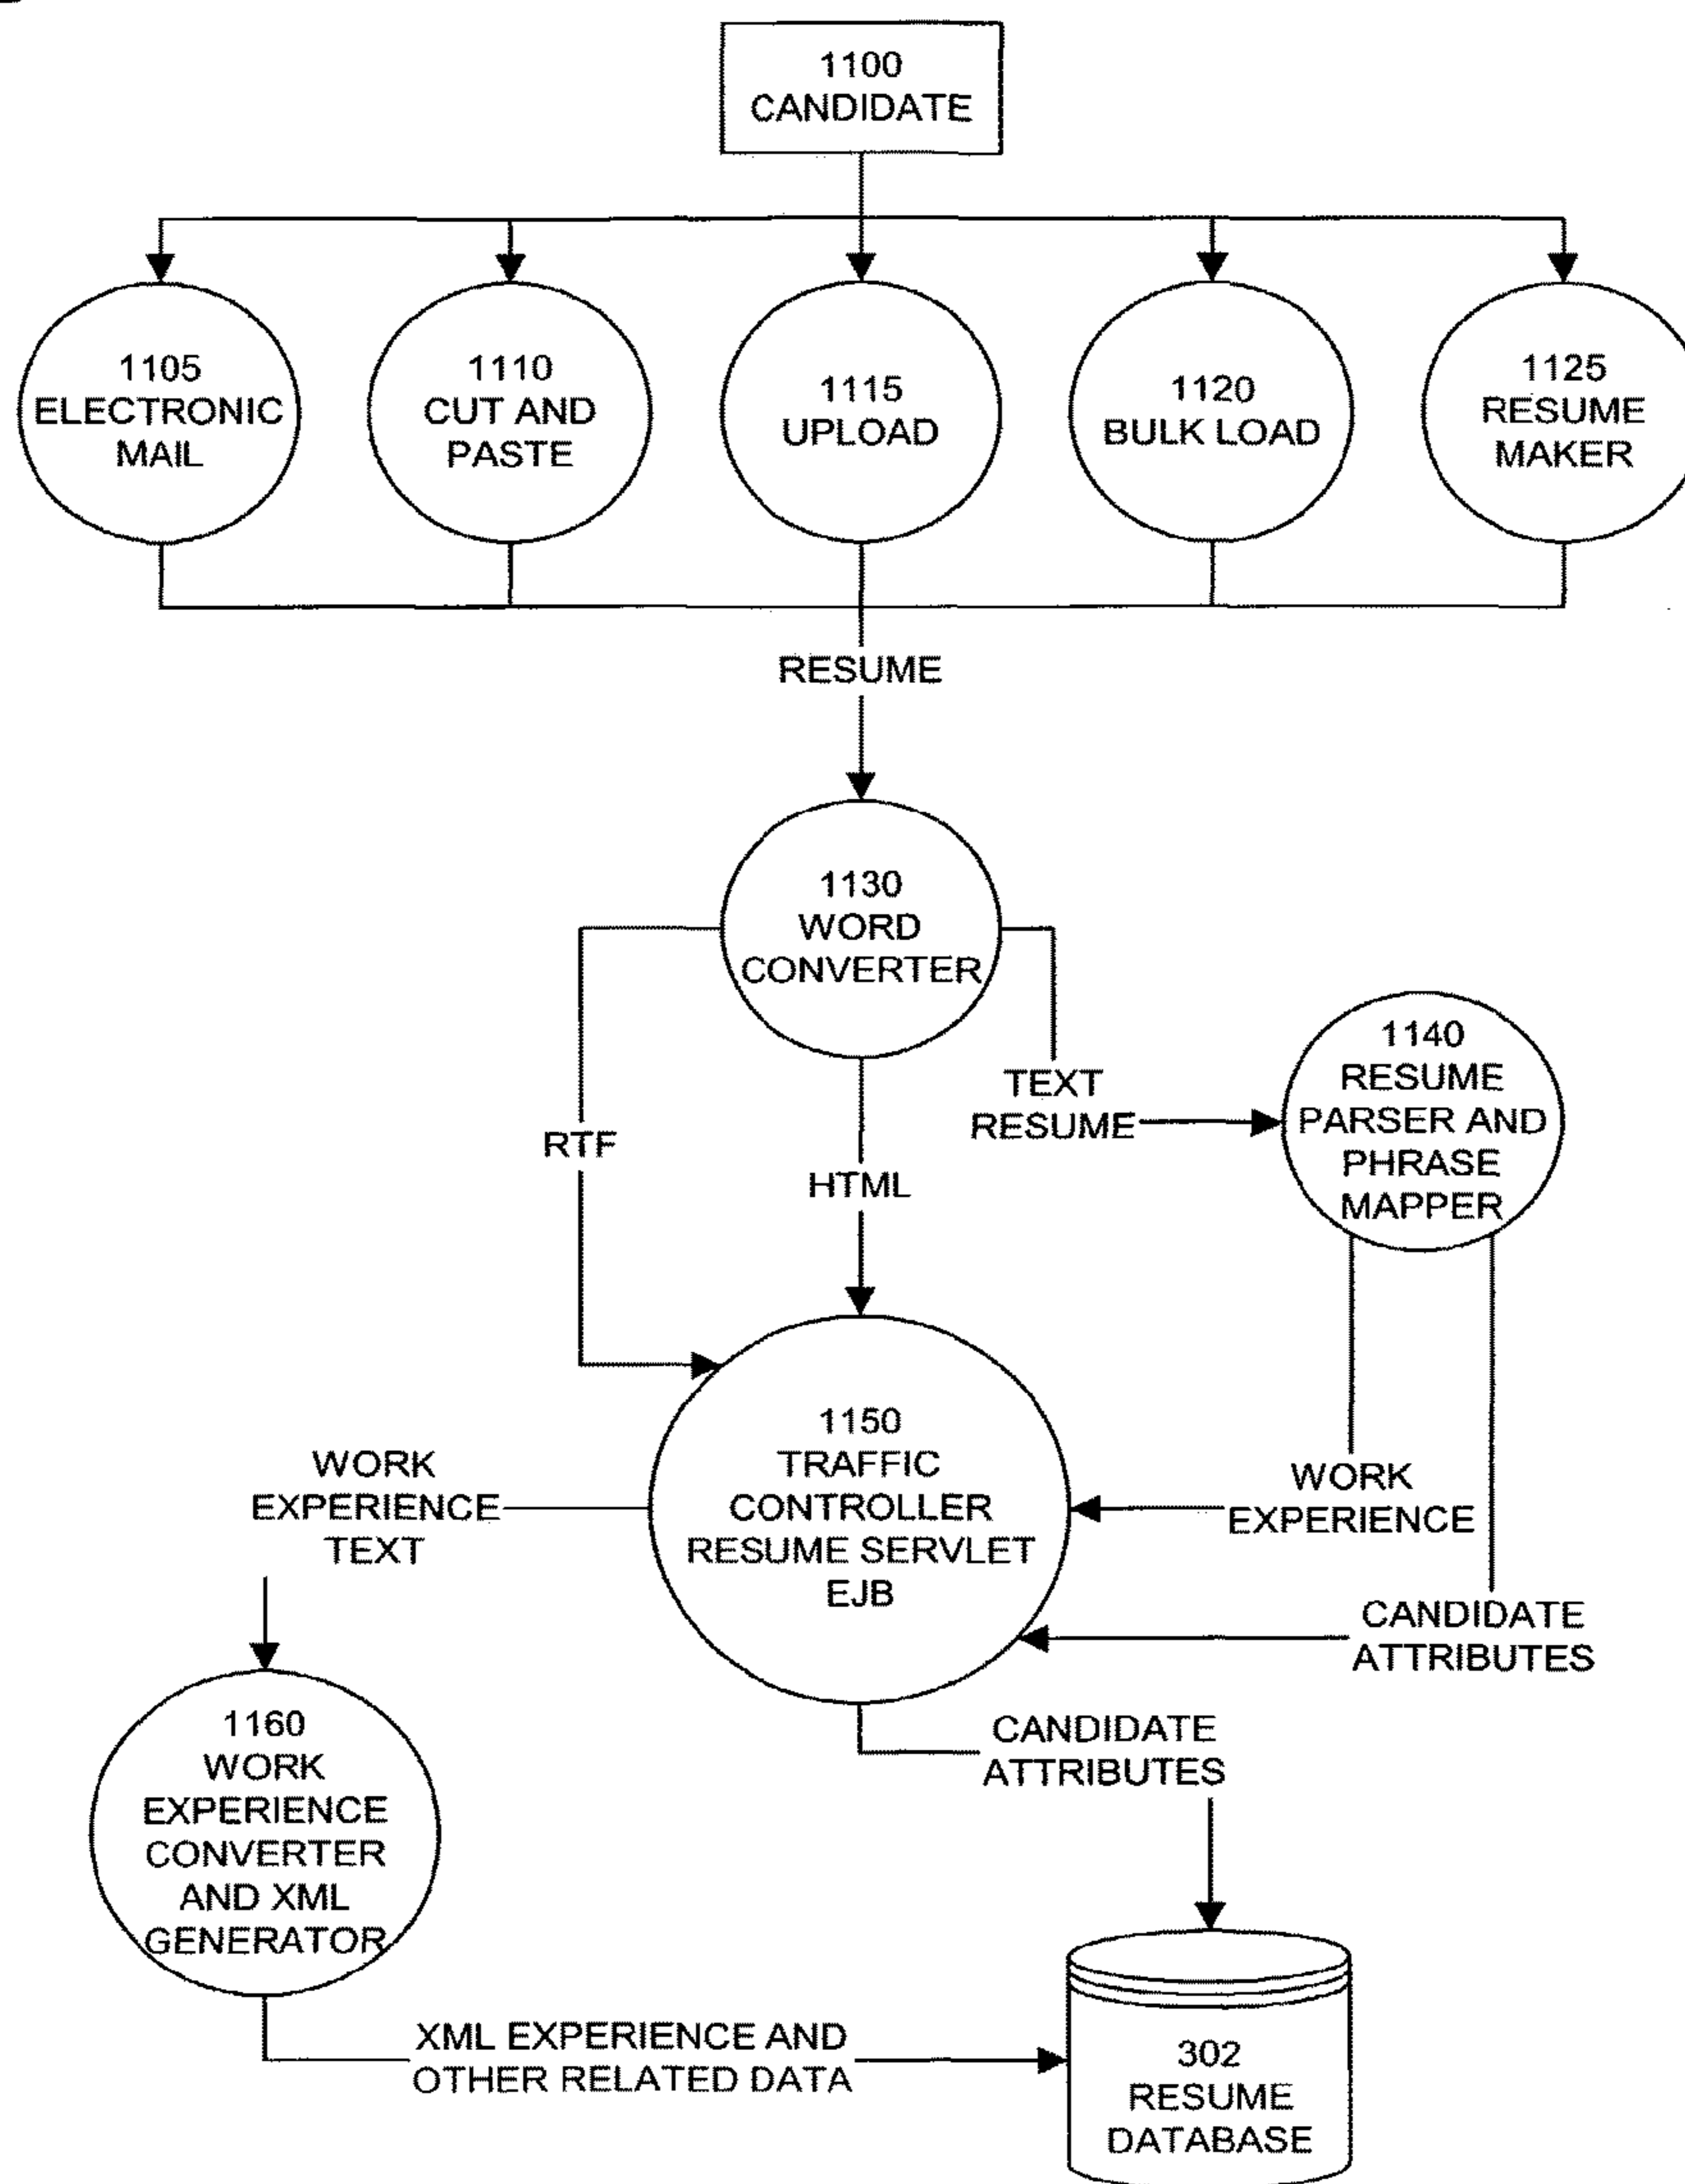 1100
CANDIDATE
1105
ELECTRONIC
MAIL
1110
CUT AND
PASTE
1115
UPLOAD
1120
BULK LOAD
1125
RESUME
MAKER
RESUME
1130
WORD
CONVERTER
TEXT
RESUME
1140
RESUME
PARSER AND
PHRASE
MAPPER
RTF
HTML
1150
TRAFFIC
CONTROLLER
RESUME SERVLET
EJB
WORK
EXPERIENCE
TEXT
WORK
EXPERIENCE
CANDIDATE
ATTRIBUTES
1160
WORK
EXPERIENCE
CONVERTER
AND XML
GENERATOR
CANDIDATE
ATTRIBUTES
XML EXPERIENCE AND
OTHER RELATED DATA
302
RESUME
DATABASE